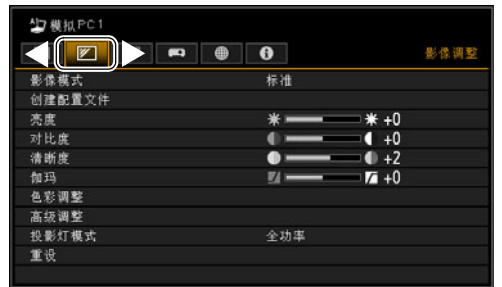 模拟PC1
影像调整
影像模式 标准
创建配置文件
亮度 +0
对比度 +0
清晰度 +2
伽玛 +0
色彩调整
高级调整
投影灯模式 全功率
重设